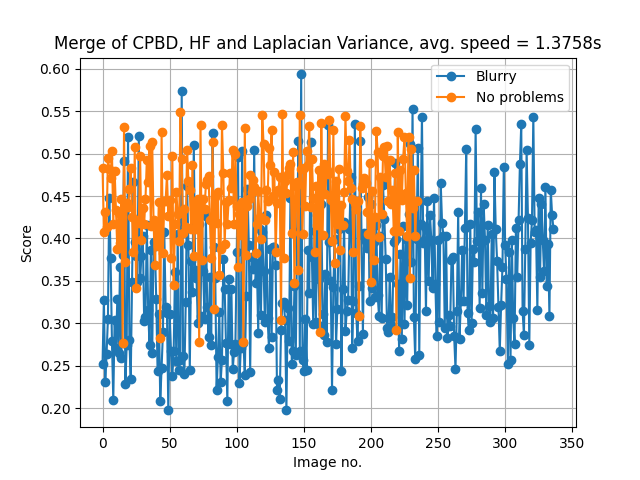 Merge of CPBD, HF and Laplacian Variance, avg. speed = 1.3758s
Blurry
No problems
Score
0.60
0.55
0.50
0.45
0.40
0.35
0.30
0.25
0.20
0 50 100 150 200 250 300 350
Image no.